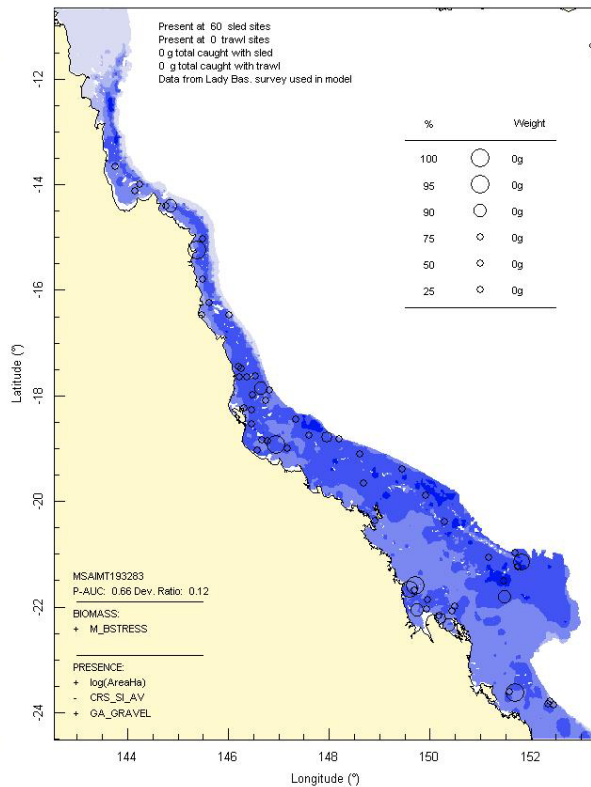 Present at 60 sled sites
Present at 0 trawl sites
0 g total caught with sled
0 g total caught with trawl
Data from Lady Bas. survey used in model
% Weight
100 0g
95 0g
90 0g
75 0g
50 0g
25 0g
-12
-14
-16
-18
-20
-22
-24
Latitude (°)
MSAIMT193283
P-AUC: 0.66 Dev. Ratio: 0.12
BIOMASS:
+ M_BSTRESS
PRESENCE:
+ log(AreaHa)
- CRS_SI_AV
+ GA_GRAVEL
144 146 148 150 152
Longitude (°)